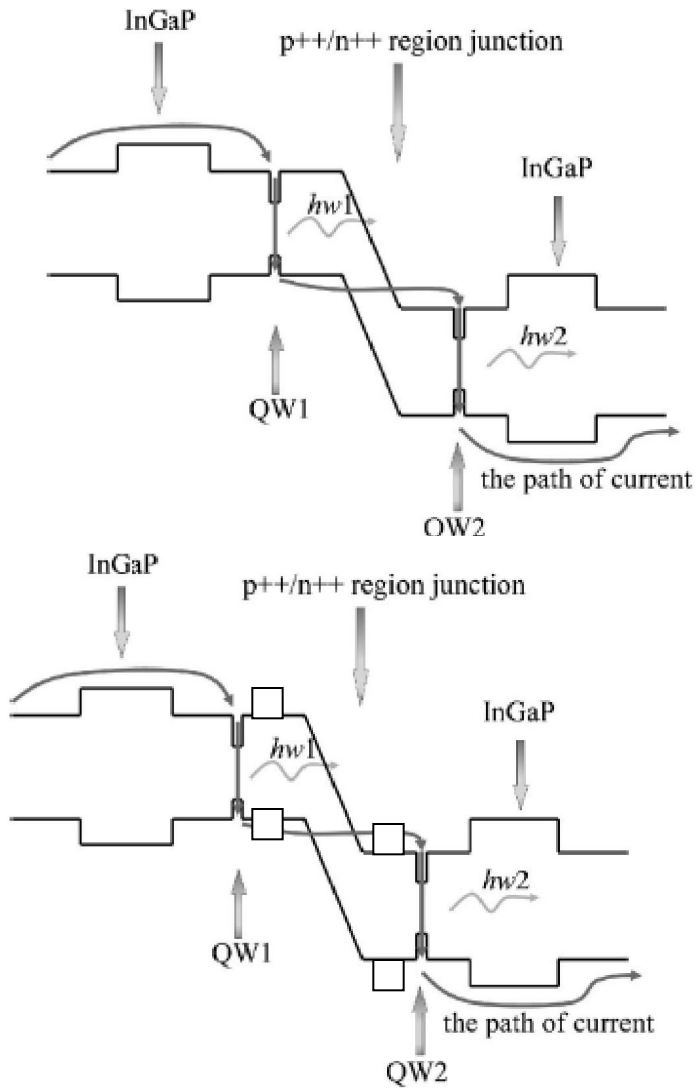 InGaP
p++/n++ region junction
InGaP
hw1
hw2
QW1
the path of current
OW2
InGaP
p++/n++ region junction
InGaP
hw1
hw2
QW1
the path of current
QW2